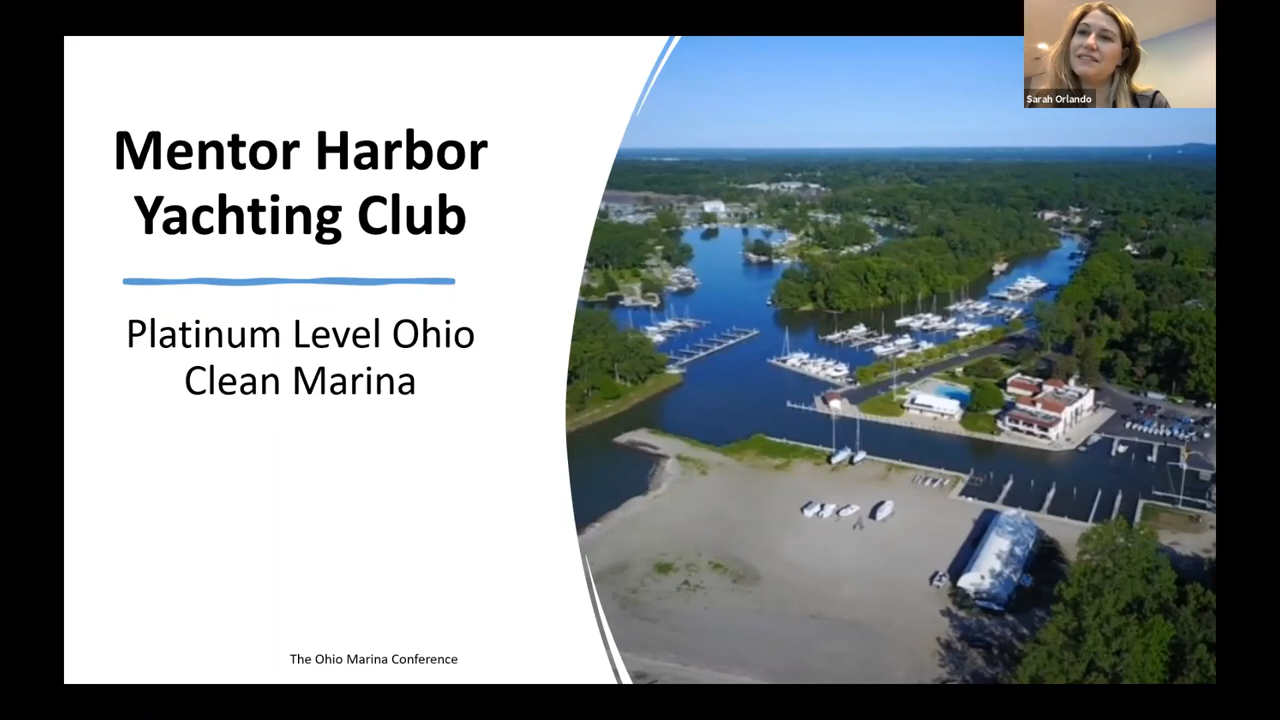 Sarah Orlando
Mentor Harbor
Yachting Club
Platinum Level Ohio
Clean Marina
The Ohio Marina Conference